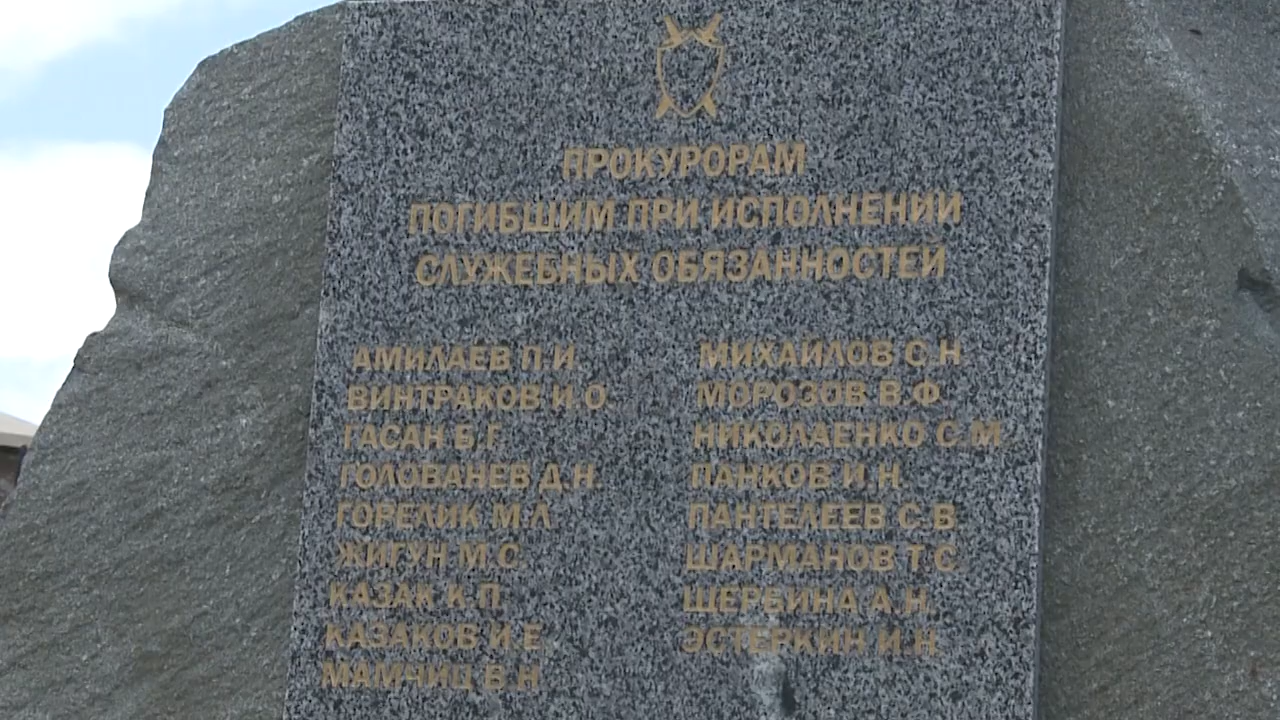 ПРОКУРОРАМ
ПОГИБШИМ ПРИ ИСПОЛНЕНИИ
СЛУЖЕБНЫХ ОБЯЗАННОСТЕЙ
АМИЛАЕВ П.И.
ВИНТРАКОВ И.О.
ГАСАН Б.Г.
ГОЛОВАНЕВ Д.Н.
ГОРЕЛИК М.Л.
ЖИГУН М.С.
КАЗАК К.П.
КАЗАКОВ И.Е.
МАМЧИЦ В.Н.
МИХАЙЛОВ С.Н.
МОРОЗОВ В.Ф.
НИКОЛАЕНКО С.М.
ПАНКОВ И.Н.
ПАНТЕЛЕЕВ С.В.
ШАРМАНОВ Т.С.
ЩЕРБИНА А.Н.
ЭСТЕРКИН И.Н.